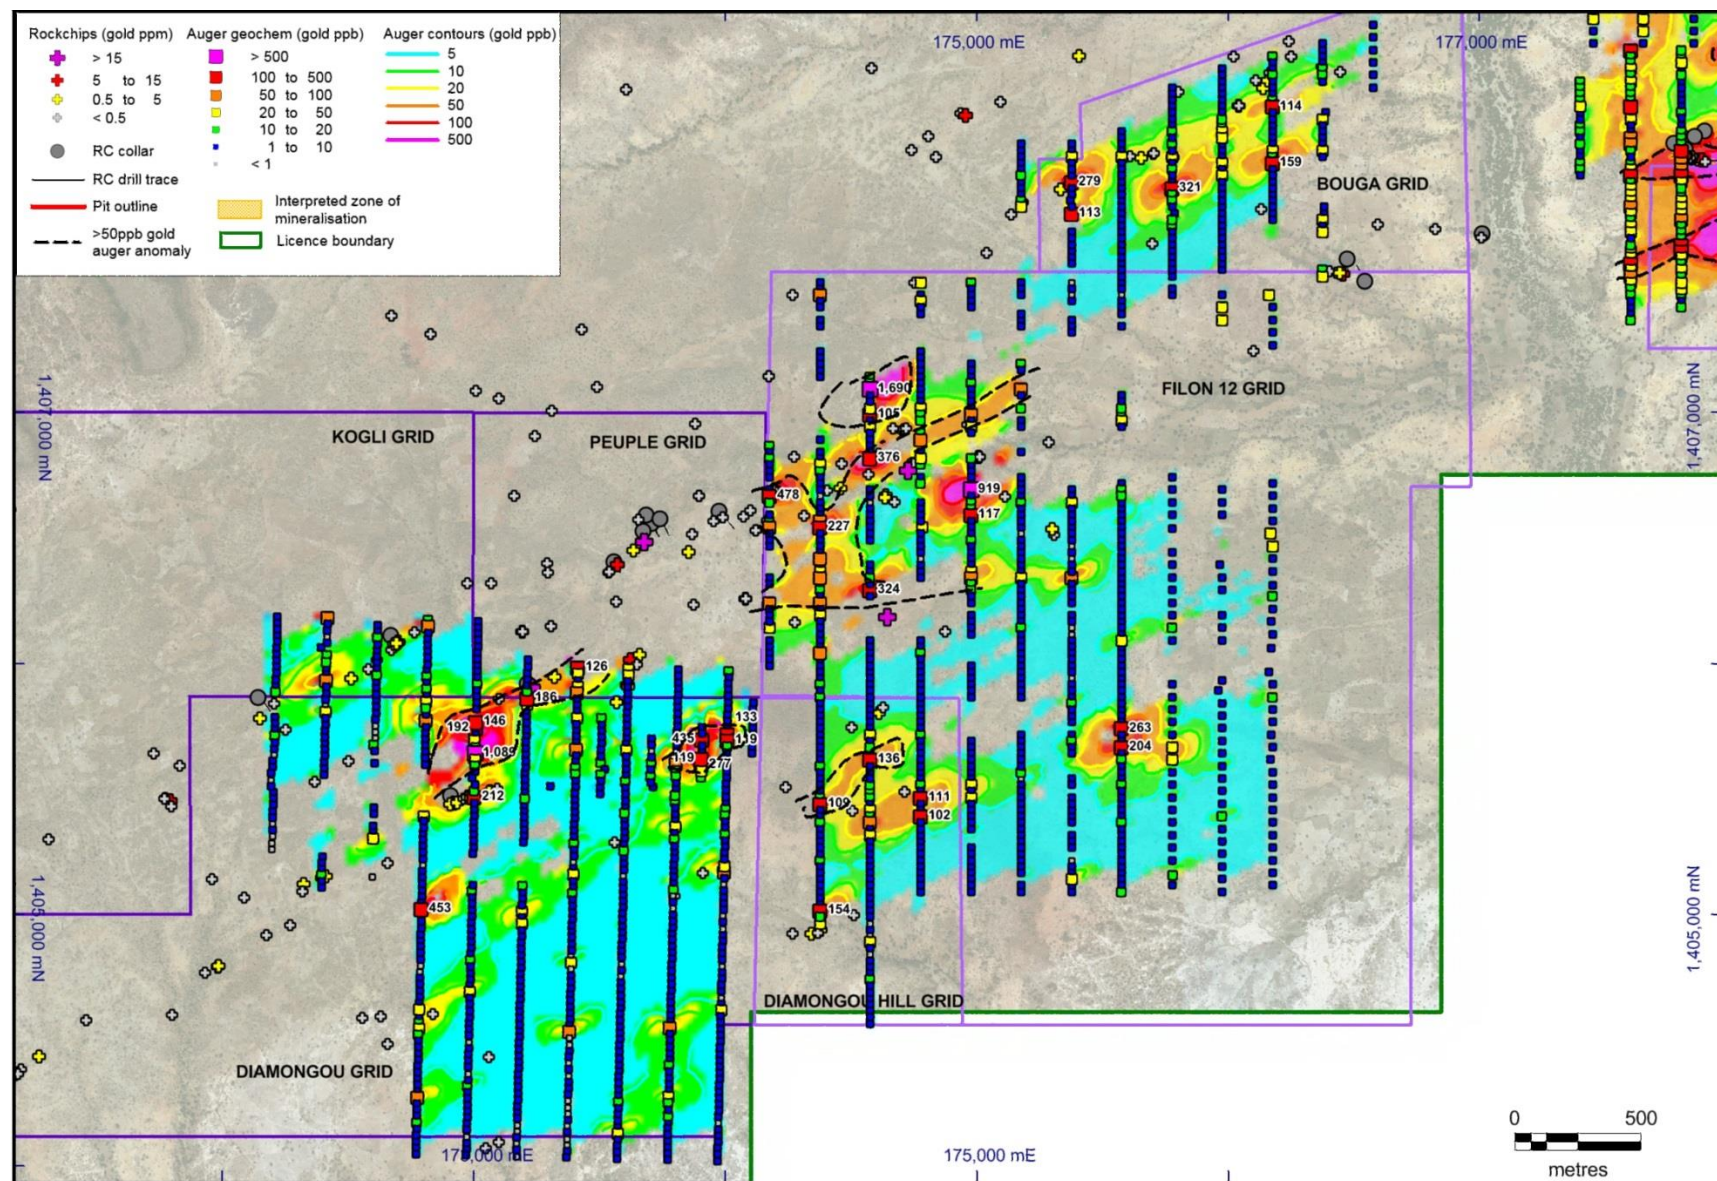 Rockchips (gold ppm)
> 15
5 to 15
0.5 to 5
< 0.5
RC collar
RC drill trace
Pit outline
>50ppb gold
auger anomaly
Auger geochem (gold ppb)
> 500
100 to 500
50 to 100
20 to 50
10 to 20
1 to 10
< 1
Interpreted zone of
mineralisation
Licence boundary
Auger contours (gold ppb)
5
10
20
50
100
500
175,000 mE
177,000 mE
114
159
279
321
113
BOUGA GRID
1,407,000 mN
1,690
105
FILON 12 GRID
1,407,000 mN
KOGLI GRID
PEUPLE GRID
376
478
919
117
227
324
126
186
146
192
1,089
212
133
435
119
119
277
263
204
136
109
111
102
1,405,000 mN
453
154
1,405,000 mN
DIAMONGOU HILL GRID
DIAMONGOU GRID
0
500
metres
175,000 mE